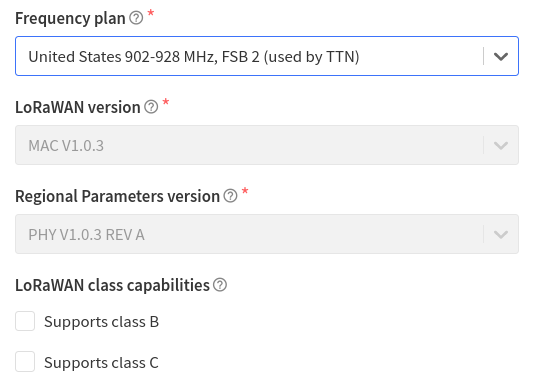 Frequency plan ? *
United States 902-928 MHz, FSB 2 (used by TTN)
LoRaWAN version ? *
MAC V1.0.3
Regional Parameters version ? *
PHY V1.0.3 REV A
LoRaWAN class capabilities ?
Supports class B
Supports class C